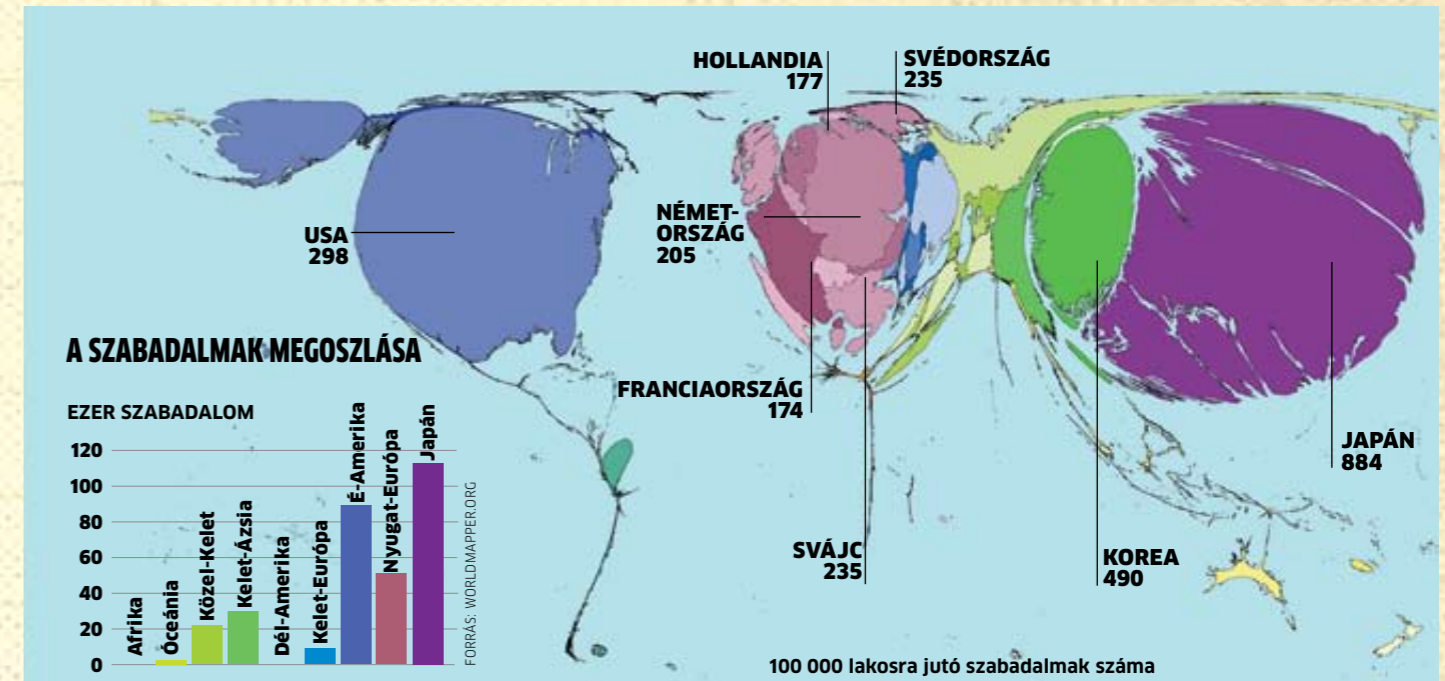 HOLLANDIA
177
SVÉDORSZÁG
235
USA
298
NÉMET-
ORSZÁG
205
A SZABADALMAK MEGOSZLÁSA
FRANCIAORSZÁG
174
JAPÁN
884
SVÁJC
235
KOREA
490
EZER SZABADALOM
120
100
80
60
40
20
0
Afrika
Óceánia
Közel-Kelet
Kelet-Ázsia
Dél-Amerika
Kelet-Európa
É-Amerika
Nyugat-Európa
Japán
FORRÁS: WORLDMAPPER.ORG
100 000 lakosra jutó szabadalmak száma